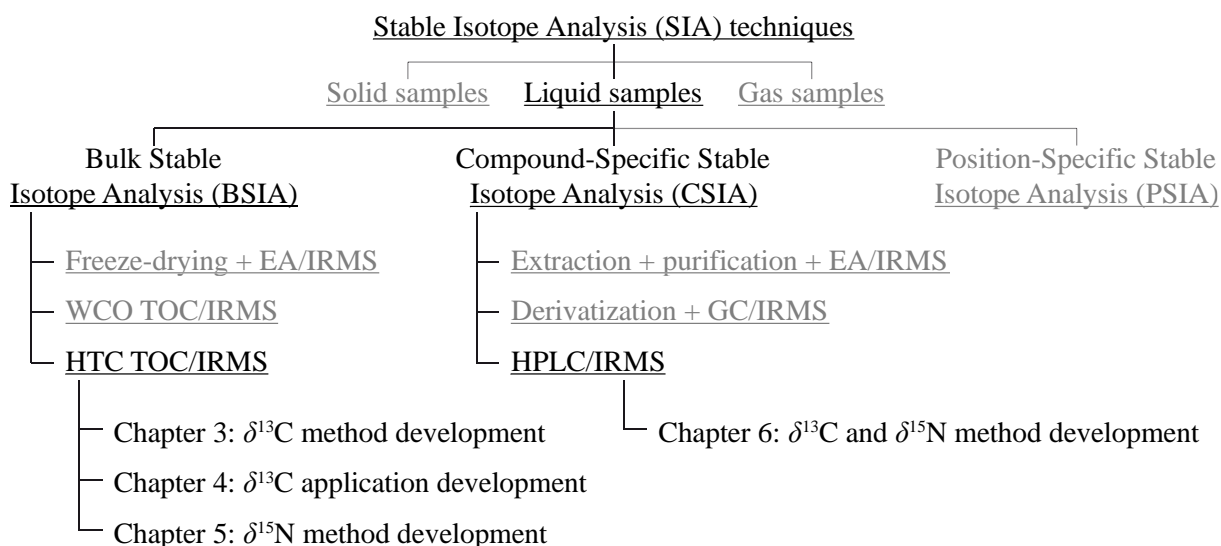 Stable Isotope Analysis (SIA) techniques
Solid samples Liquid samples Gas samples
Bulk Stable
Isotope Analysis (BSIA)
Compound-Specific Stable
Isotope Analysis (CSIA)
Position-Specific Stable
Isotope Analysis (PSIA)
Freeze-drying + EA/IRMS
WCO TOC/IRMS
HTC TOC/IRMS
Chapter 3: δ¹³C method development
Chapter 4: δ¹³C application development
Chapter 5: δ¹⁵N method development
Extraction + purification + EA/IRMS
Derivatization + GC/IRMS
HPLC/IRMS
Chapter 6: δ¹³C and δ¹⁵N method development